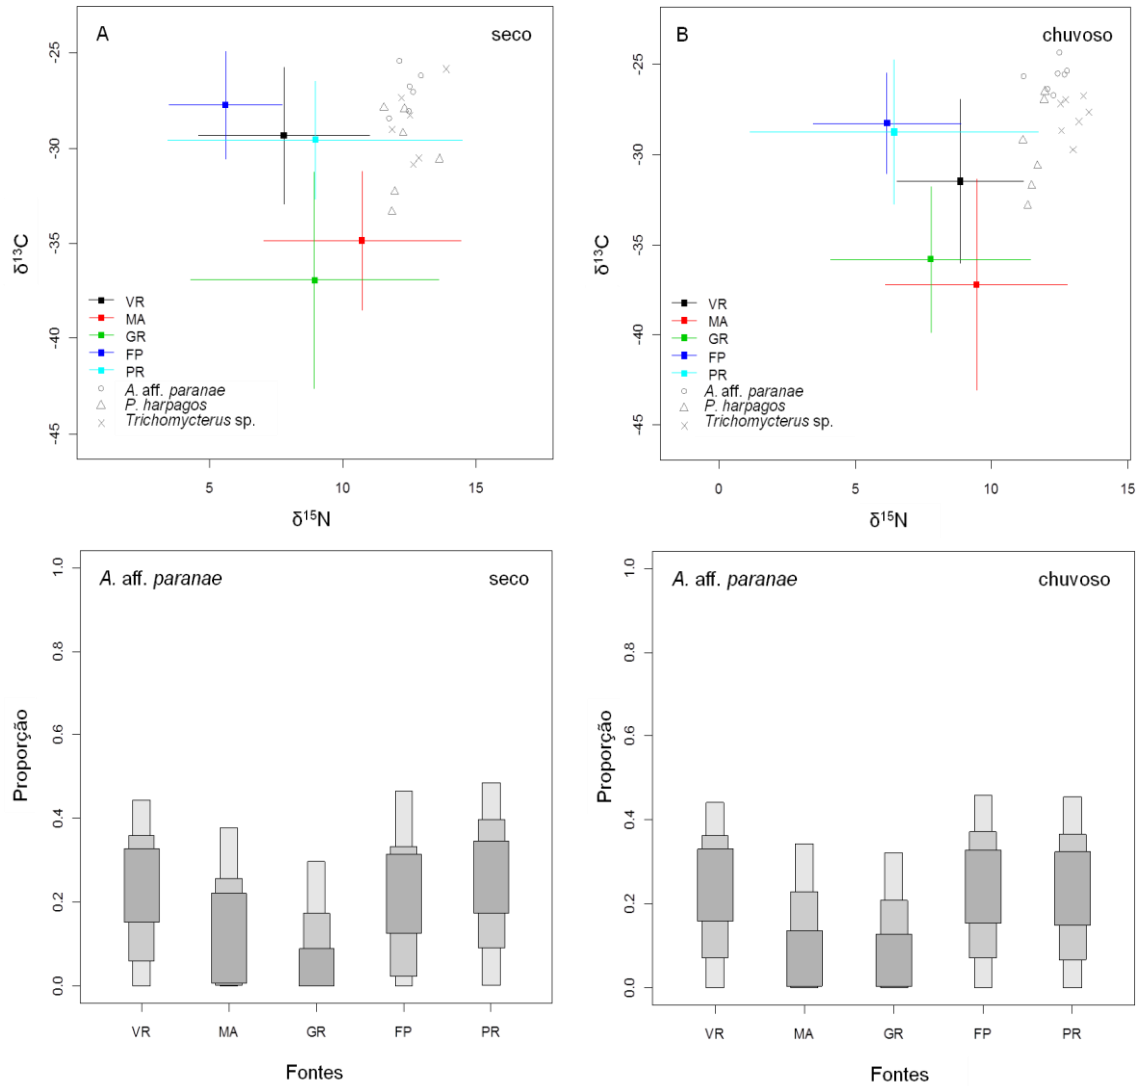 A
seco
-25
-30
-35
-40
-45
δ13C
VR
MA
GR
FP
PR
A. aff. paranae
P. harpagos
Trichomycterus sp.
5
10
15
δ15N
B
chuvoso
-25
-30
-35
-40
-45
δ13C
VR
MA
GR
FP
PR
A. aff. paranae
P. harpagos
Trichomycterus sp.
0
5
10
15
δ15N
A. aff. paranae
seco
1.0
0.8
0.6
0.4
0.2
0.0
Proporção
VR
MA
GR
FP
PR
Fontes
A. aff. paranae
chuvoso
1.0
0.8
0.6
0.4
0.2
0.0
Proporção
VR
MA
GR
FP
PR
Fontes